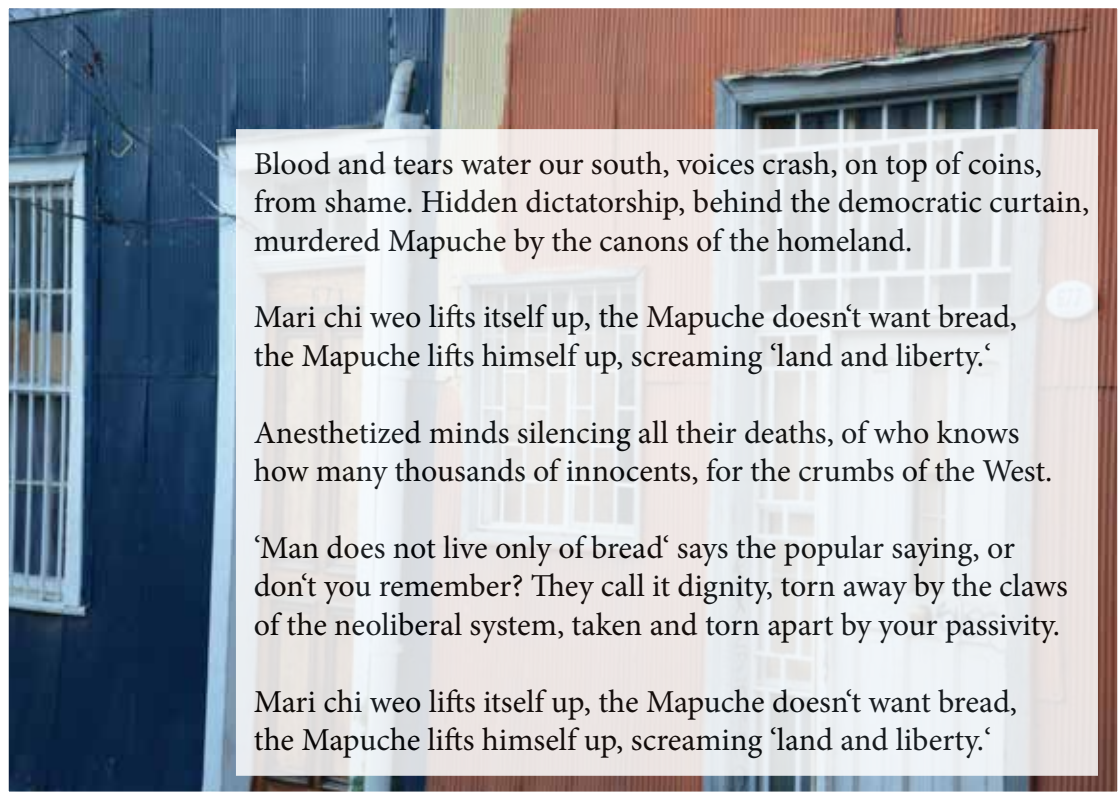 Blood and tears water our south, voices crash, on top of coins,
from shame. Hidden dictatorship, behind the democratic curtain,
murdered Mapuche by the canons of the homeland.
Mari chi weo lifts itself up, the Mapuche doesn‘t want bread,
the Mapuche lifts himself up, screaming ‘land and liberty.‘
Anesthetized minds silencing all their deaths, of who knows
how many thousands of innocents, for the crumbs of the West.
‘Man does not live only of bread‘ says the popular saying, or
don‘t you remember? They call it dignity, torn away by the claws
of the neoliberal system, taken and torn apart by your passivity.
Mari chi weo lifts itself up, the Mapuche doesn‘t want bread,
the Mapuche lifts himself up, screaming ‘land and liberty.‘